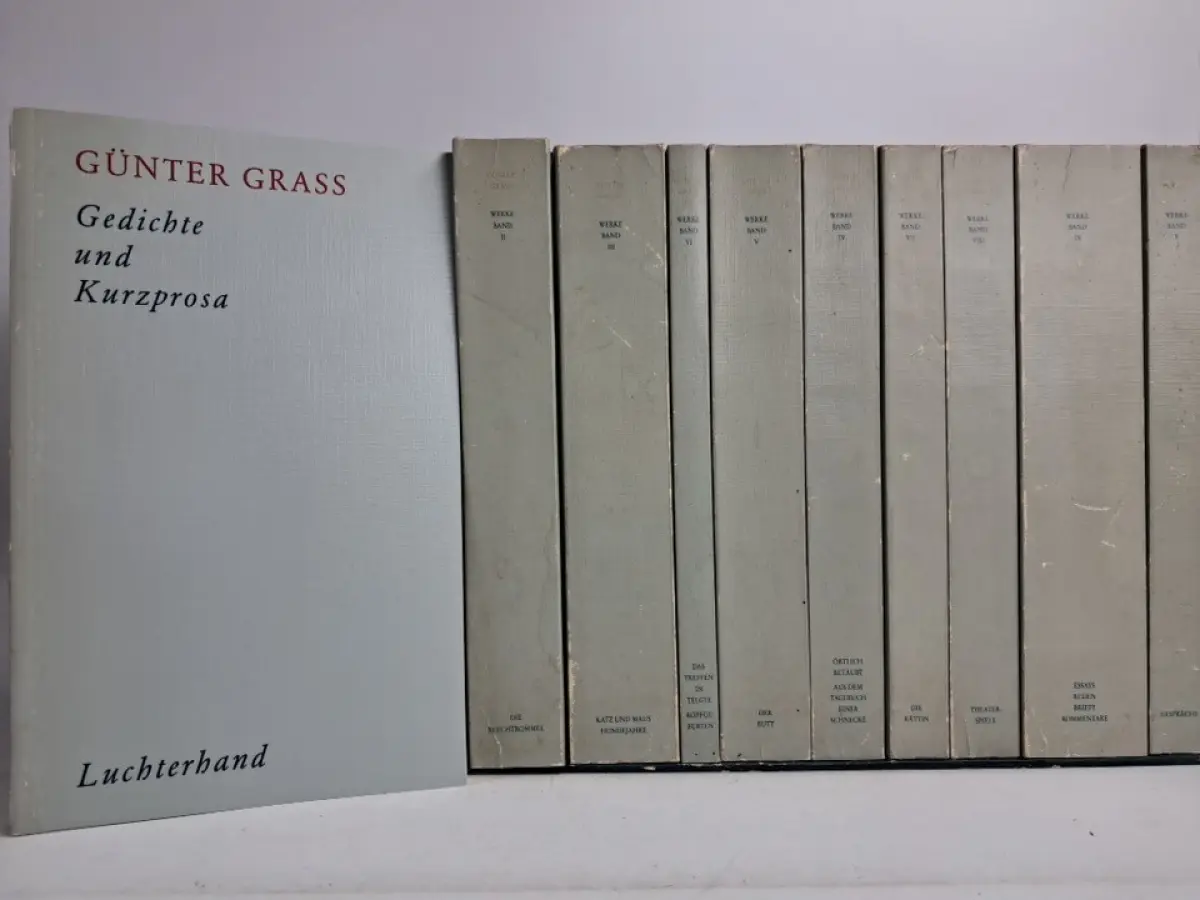 GÜNTER GRASS
Gedichte
und
Kurzprosa
Luchterhand
WERKE
BAND
II
DIE
BLECHTROMMEL
WERKE
BAND
III
KATZ UND MAUS
HUNDEJAHRE
WERKE
BAND
VI
DAS
TREFFEN
IN
TELGTE
KOPFGE-
BURTEN
WERKE
BAND
V
DER
BUTT
WERKE
BAND
IV
ÖRTLICH
BETÄUBT
AUS DEM
TAGEBUCH
EINER
SCHNECKE
WERKE
BAND
VII
DIE
RÄTTIN
WERKE
BAND
VIII
THEATER-
SPIELE
WERKE
BAND
IX
ESSAYS
REDEN
BRIEFE
KOMMENTARE
WERKE
BAND
X
GESPRÄCHE